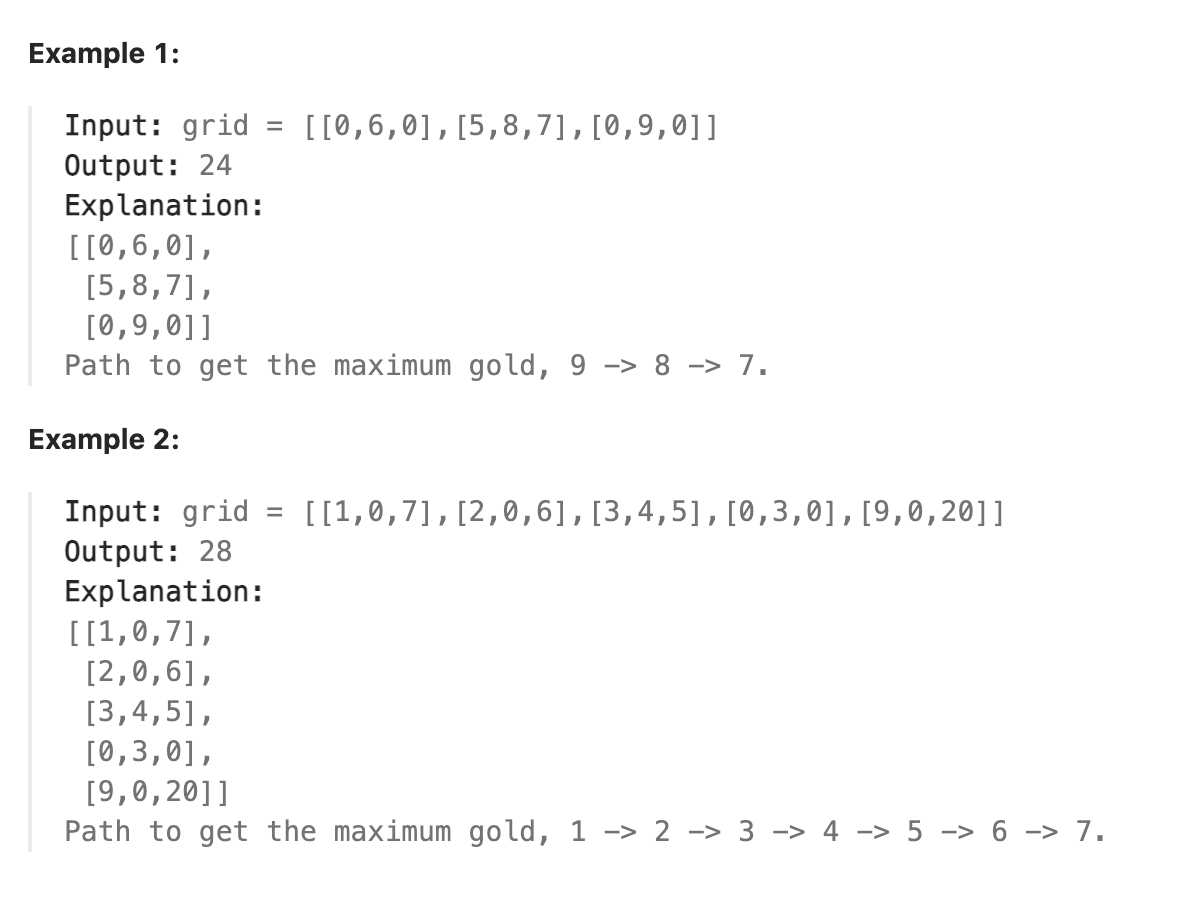 Example 1:
Input: grid = [[0,6,0],[5,8,7],[0,9,0]]
Output: 24
Explanation:
[[0,6,0],
 [5,8,7],
 [0,9,0]]
Path to get the maximum gold, 9 -> 8 -> 7.
Example 2:
Input: grid = [[1,0,7],[2,0,6],[3,4,5],[0,3,0],[9,0,20]]
Output: 28
Explanation:
[[1,0,7],
 [2,0,6],
 [3,4,5],
 [0,3,0],
 [9,0,20]]
Path to get the maximum gold, 1 -> 2 -> 3 -> 4 -> 5 -> 6 -> 7.